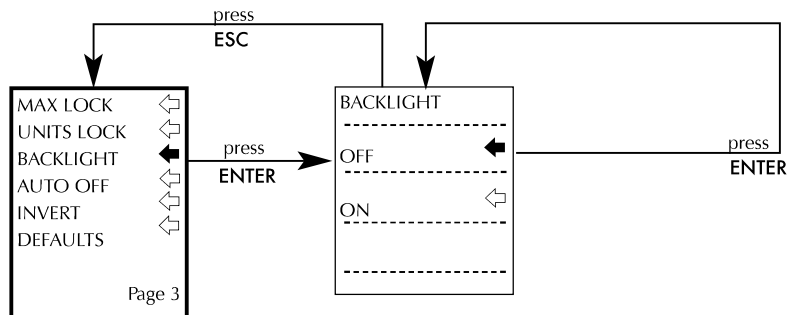 press
ESC
MAX LOCK
UNITS LOCK
BACKLIGHT
AUTO OFF
INVERT
DEFAULTS
Page 3
press
ENTER
BACKLIGHT
OFF
ON
press
ENTER